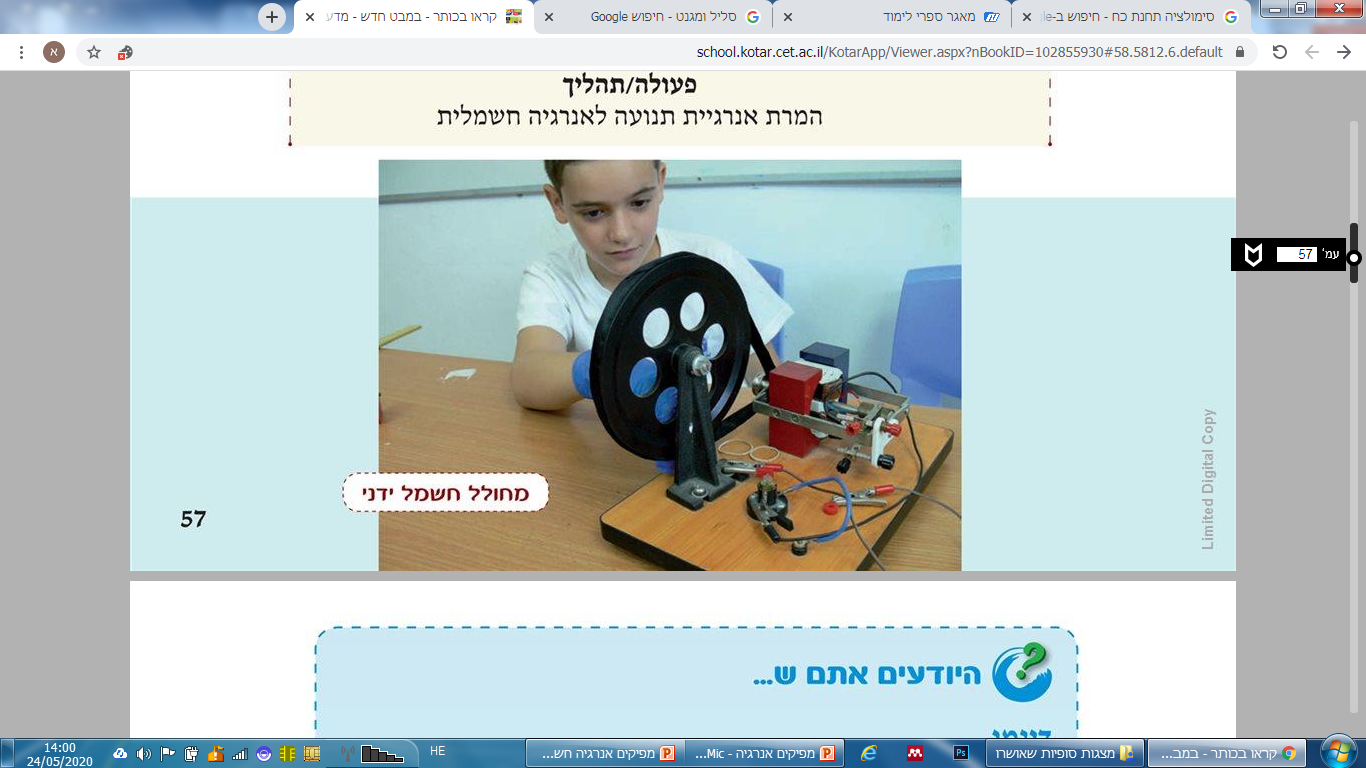 קראו בכותר - במבט חדש - מדע
סליל ומגנט - חיפוש Google
מאגר ספרי לימוד
סימולציה תחנת כח - חיפוש ב-
school.kotar.cet.ac.il/KotarApp/Viewer.aspx?nBookID=102855930#58.5812.6.default
א
פעולה/תהליך
המרת אנרגיית תנועה לאנרגיה חשמלית
עמ' 57
מחולל חשמל ידני
57
Limited Digital Copy
היודעים אתם ש...
דינמו
14:00
24/05/2020
HE
מפיקים אנרגיה חש...
מפיקים אנרגיה - Mic...
Ps
מצגות סופיות שאושרו
קראו בכותר - במב...